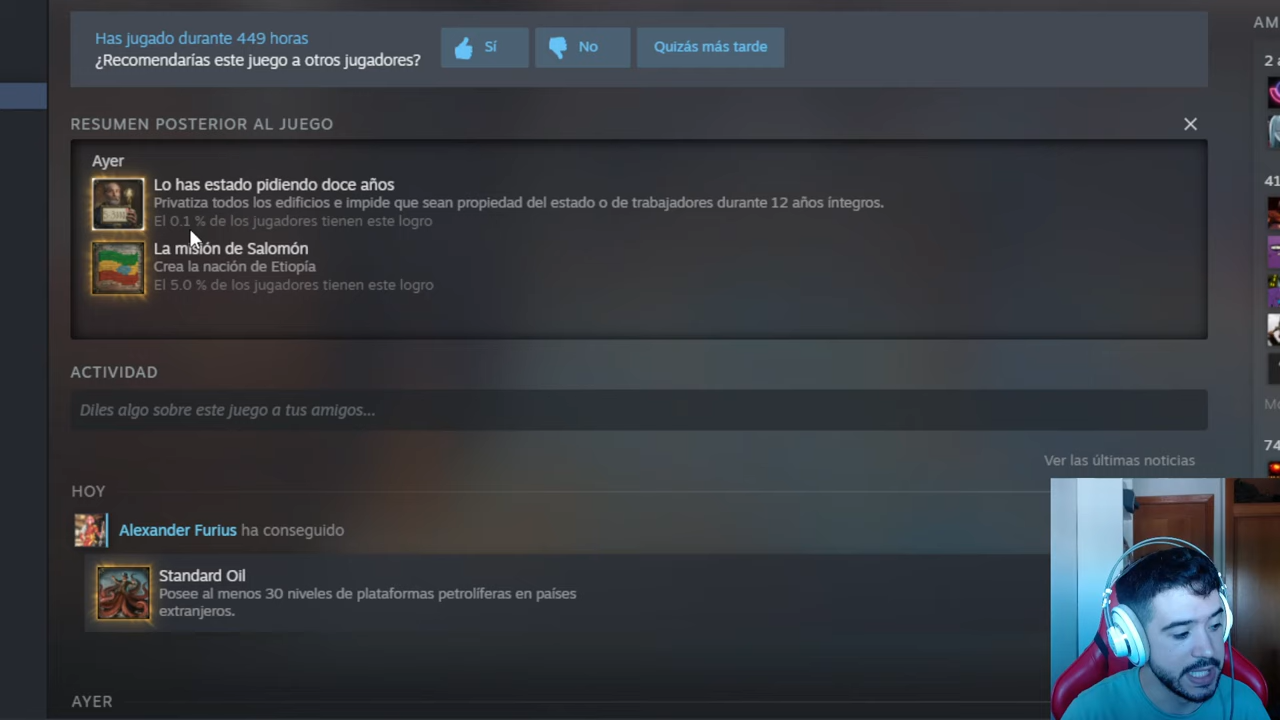 Has jugado durante 449 horas
¿Recomendarías este juego a otros jugadores?
Sí
No
Quizás más tarde
RESUMEN POSTERIOR AL JUEGO
Ayer
Lo has estado pidiendo doce años
Privatiza todos los edificios e impide que sean propiedad del estado o de trabajadores durante 12 años íntegros.
El 0.1 % de los jugadores tienen este logro
La misión de Salomón
Crea la nación de Etiopía
El 5.0 % de los jugadores tienen este logro
ACTIVIDAD
Diles algo sobre este juego a tus amigos...
Ver las últimas noticias
HOY
Alexander Furius ha conseguido
Standard Oil
Posee al menos 30 niveles de plataformas petrolíferas en países
extranjeros.
AYER
AM
2
41
74